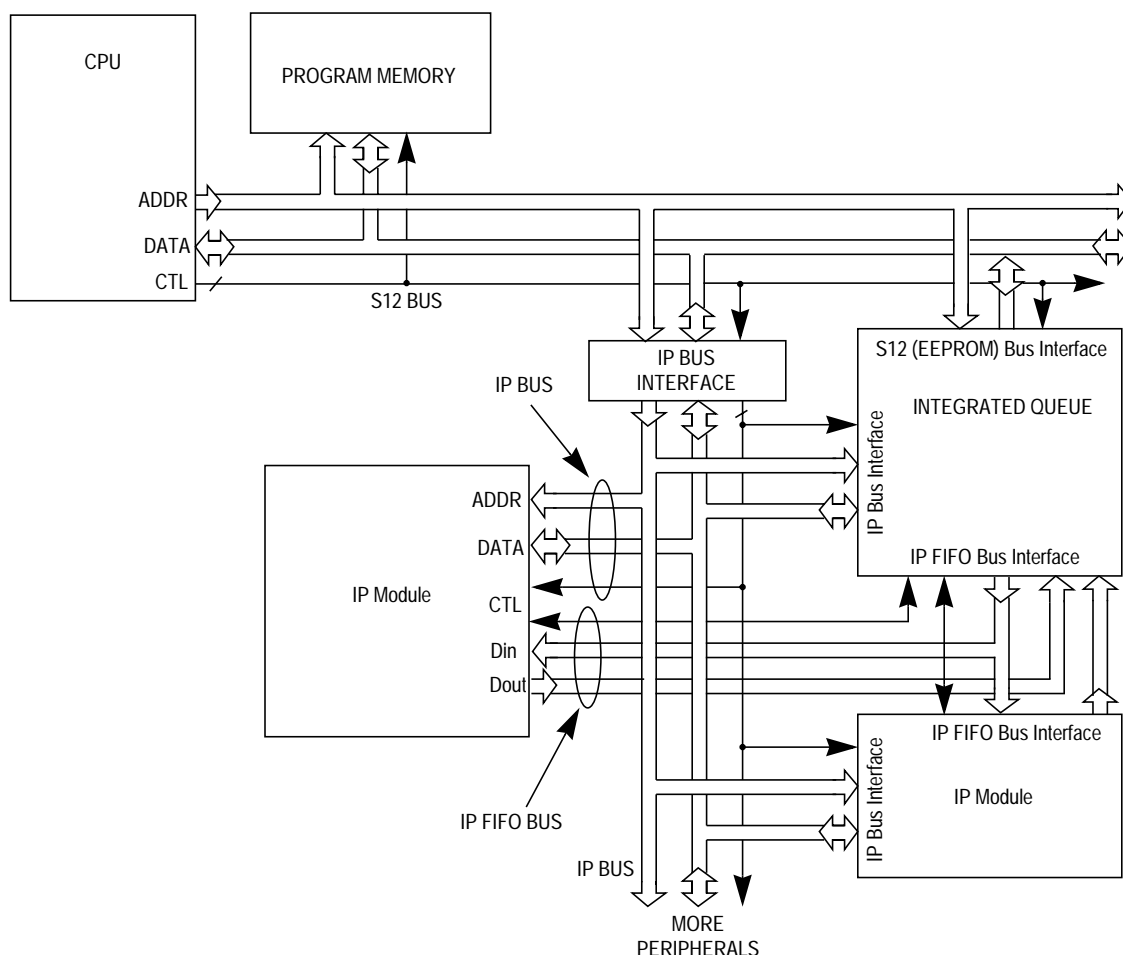 CPU
PROGRAM MEMORY
ADDR
DATA
CTL
S12 BUS
IP BUS
INTERFACE
S12 (EEPROM) Bus Interface
INTEGRATED QUEUE
IP Bus Interface
IP FIFO Bus Interface
IP BUS
ADDR
DATA
IP Module
CTL
Din
Dout
IP FIFO BUS
IP FIFO Bus Interface
IP Bus Interface
IP Module
IP BUS
MORE
PERIPHERALS